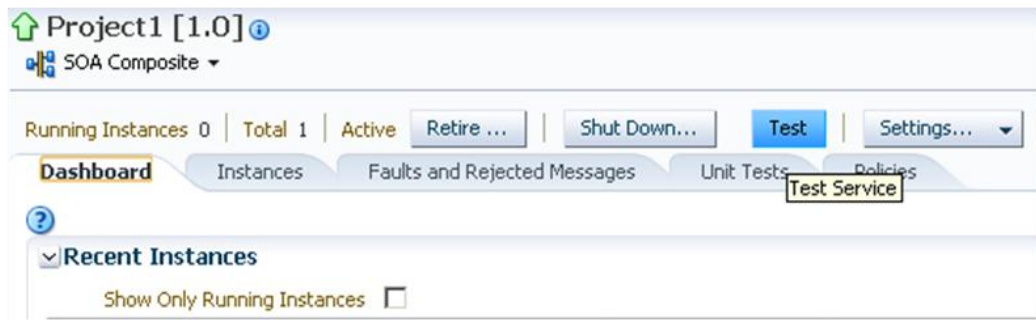 Project1 [1.0]
SOA Composite
Running Instances 0 Total 1 Active Retire ... Shut Down... Test Settings...
Dashboard Instances Faults and Rejected Messages Unit Tests Policies
Test Service
Recent Instances
Show Only Running Instances